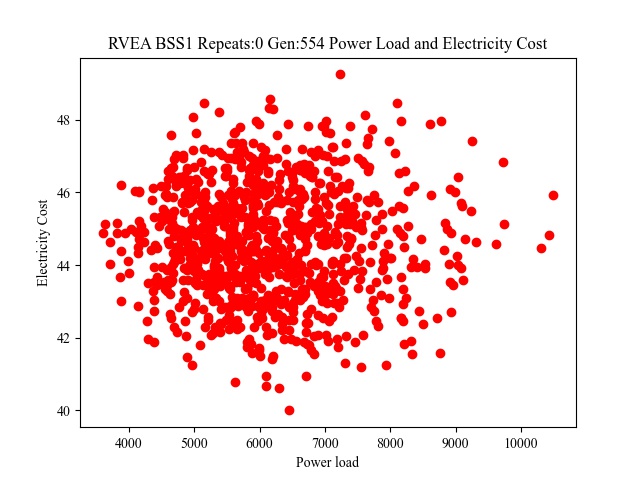 RVEA BSS1 Repeats:0 Gen:554 Power Load and Electricity Cost
48
46
44
42
40
Electricity Cost
4000 5000 6000 7000 8000 9000 10000
Power load